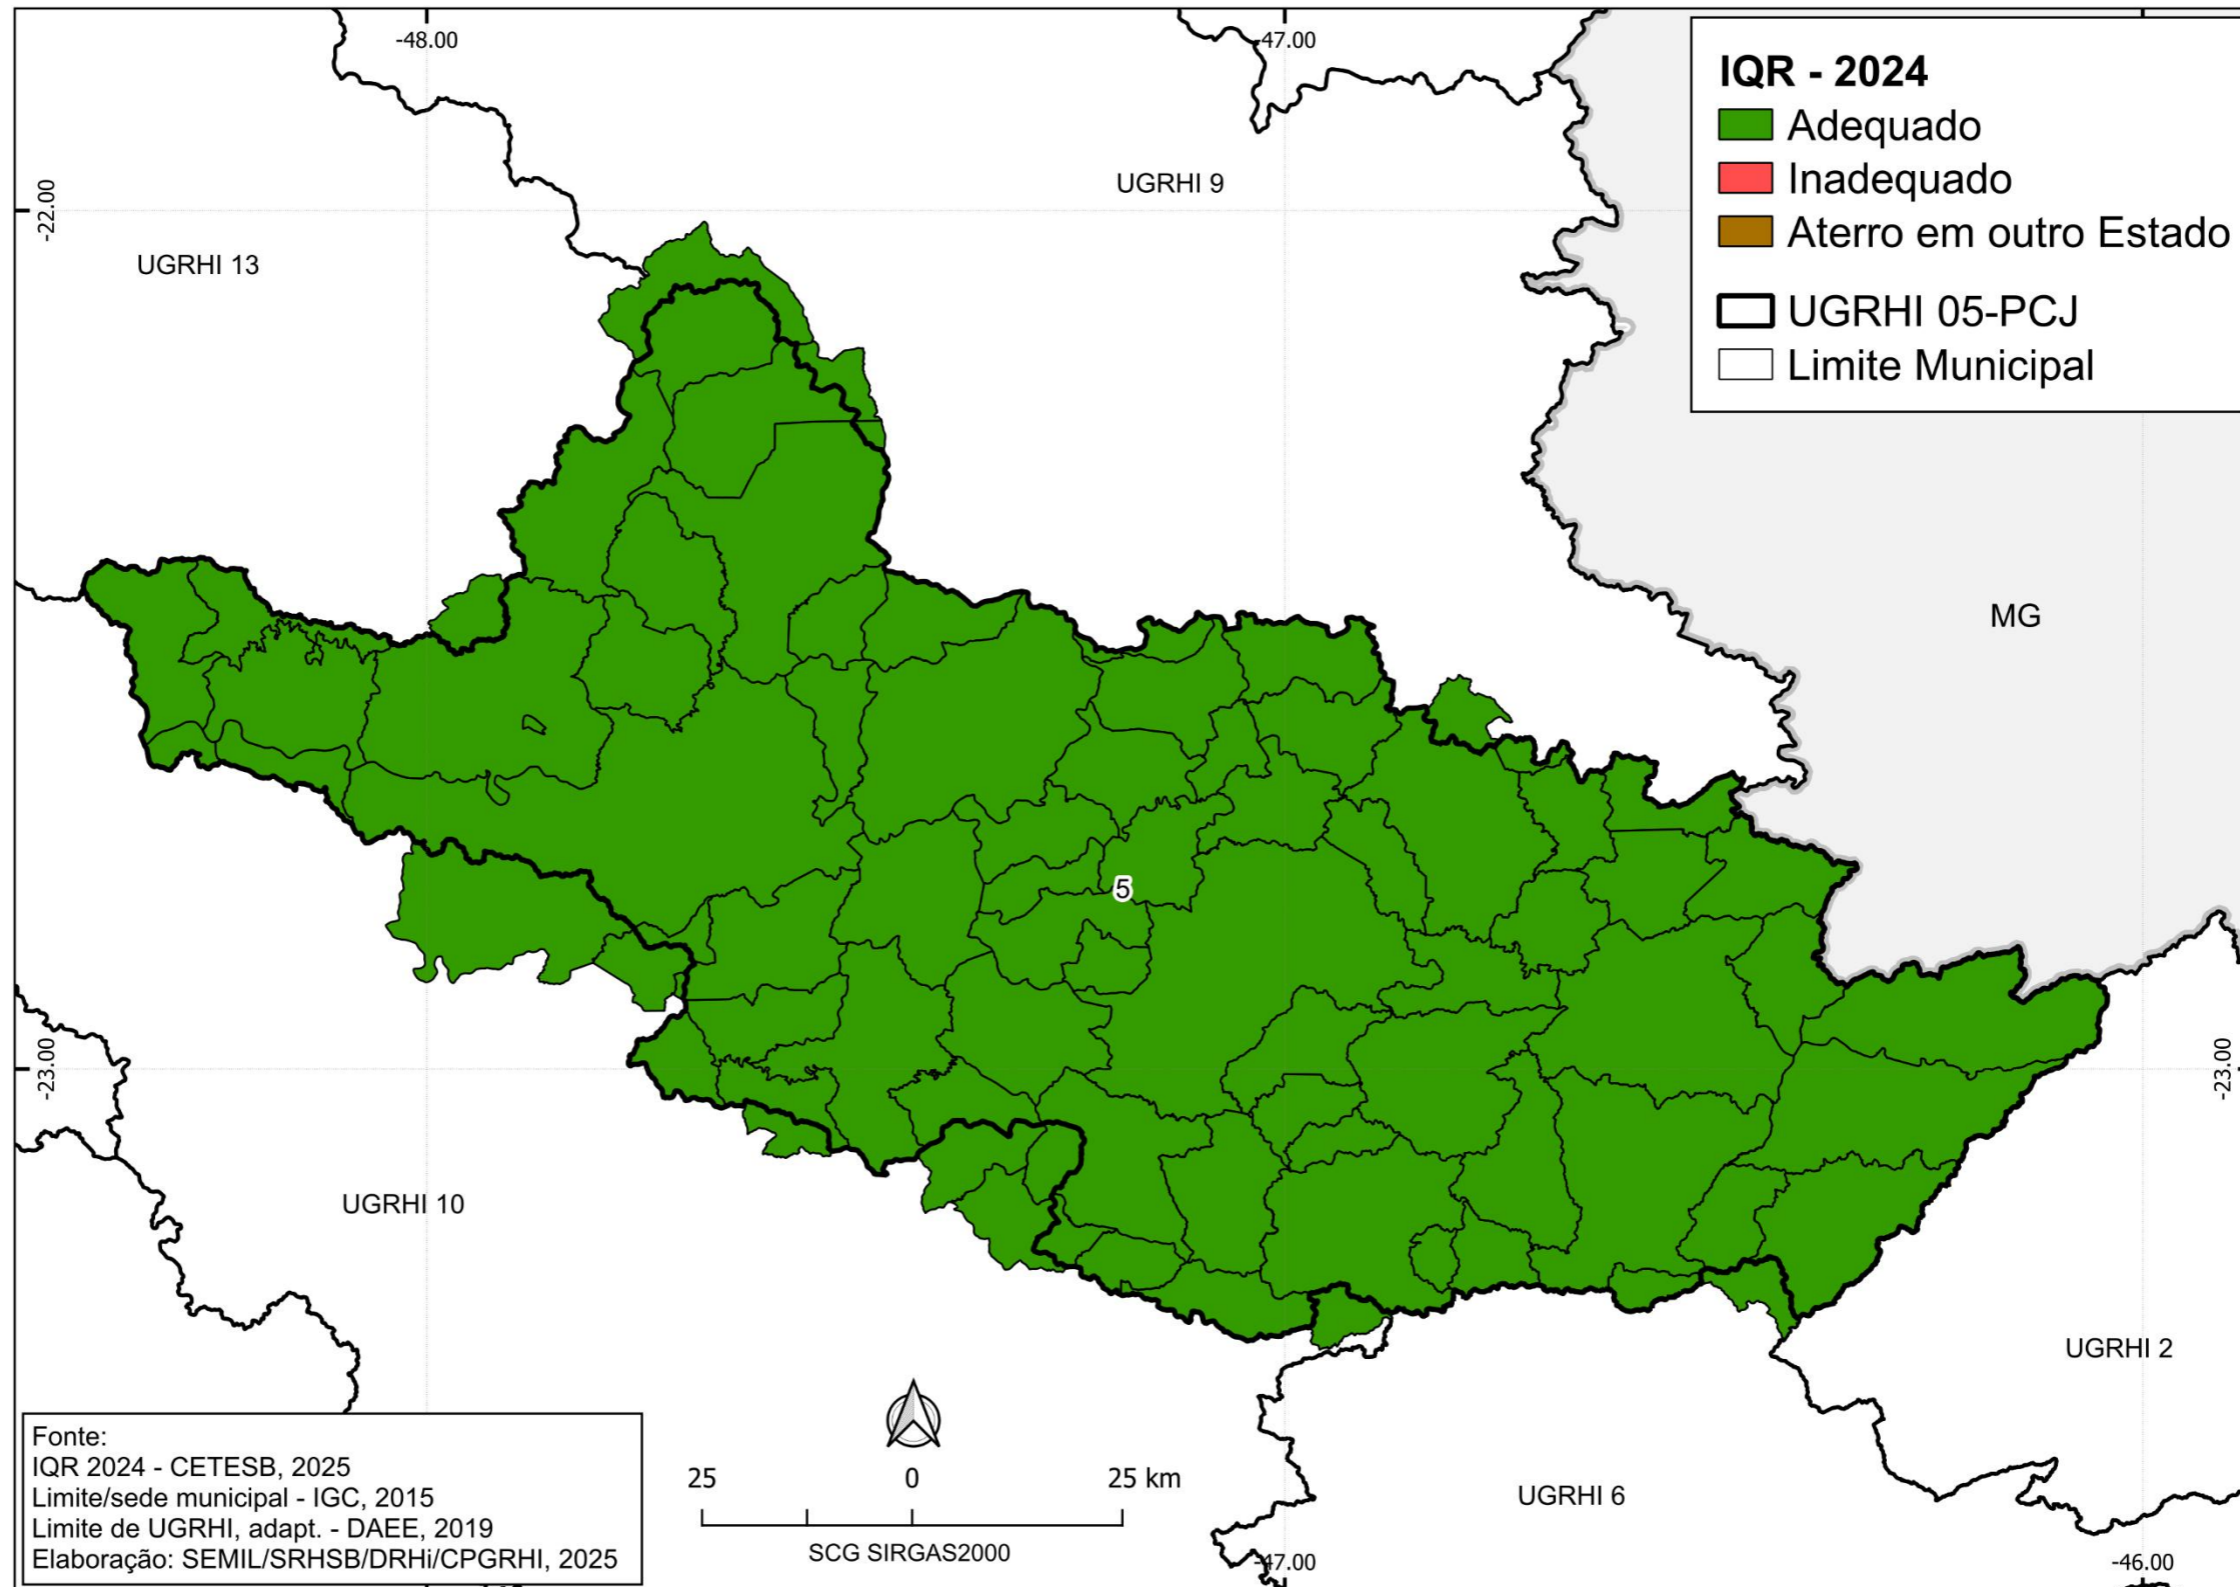 -48.00
-47.00
IQR - 2024
Adequado
Inadequado
Aterro em outro Estado
UGRHI 05-PCJ
Limite Municipal
-22.00
UGRHI 9
UGRHI 13
MG
5
-23.00
-23.00
UGRHI 10
UGRHI 2
UGRHI 6
Fonte:
IQR 2024 - CETESB, 2025
Limite/sede municipal - IGC, 2015
Limite de UGRHI, adapt. - DAEE, 2019
Elaboração: SEMIL/SRHSB/DRHi/CPGRHI, 2025
25 0 25 km
SCG SIRGAS2000
-47.00
-46.00